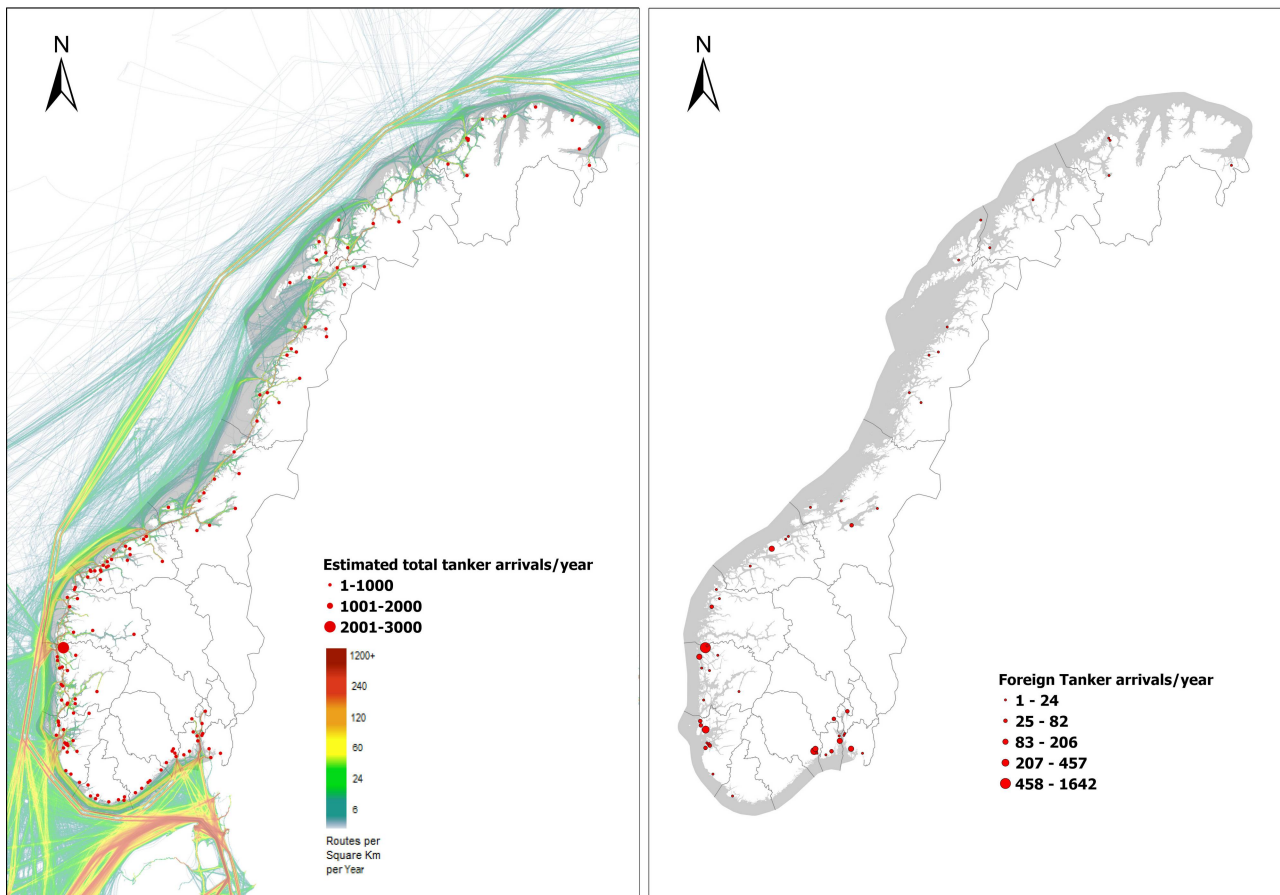 N
Estimated total tanker arrivals/year
1-1000
1001-2000
2001-3000
1200+
240
120
60
24
6
Routes per
Square Km
per Year
N
Foreign Tanker arrivals/year
1 - 24
25 - 82
83 - 206
207 - 457
458 - 1642